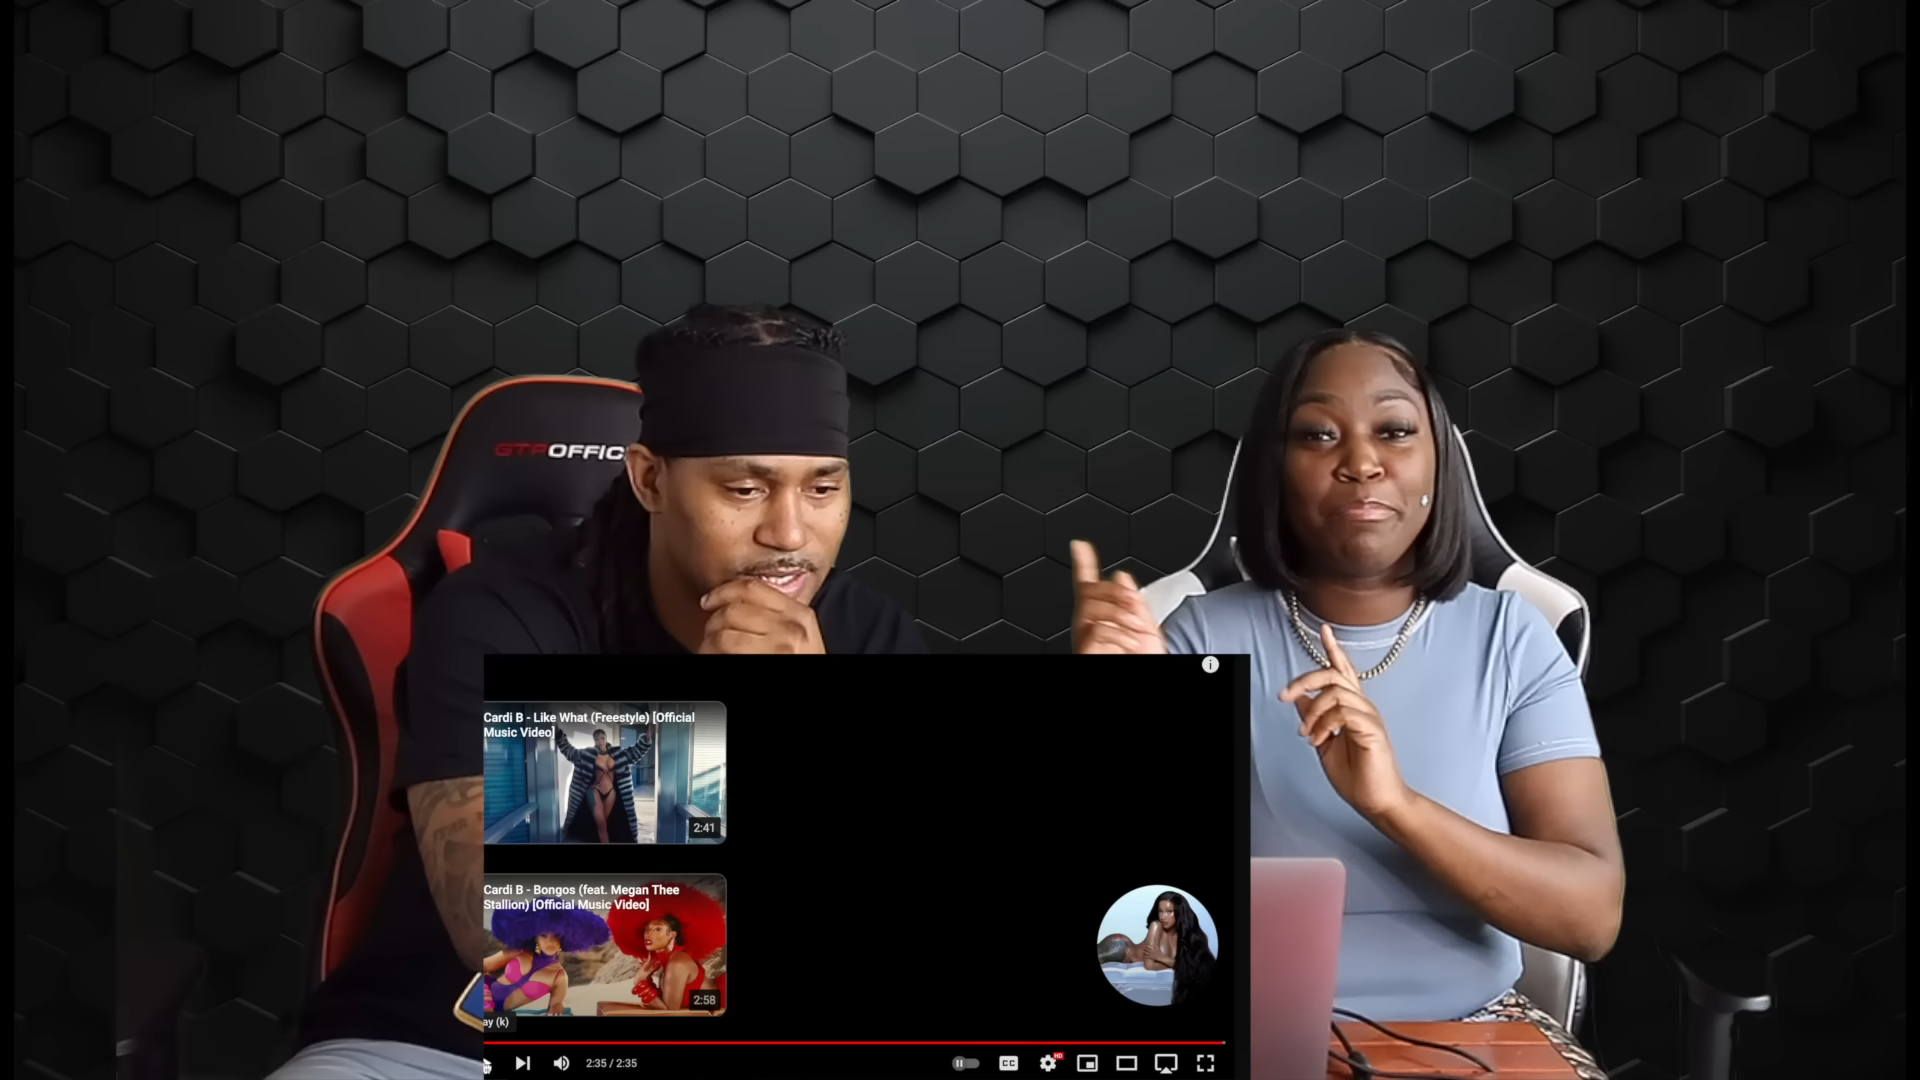 GTPOFFIC
Cardi B - Like What (Freestyle) [Official
Music Video]
2:41
Cardi B - Bongos (feat. Megan Thee
Stallion) [Official Music Video]
2:58
ay (k)
2:35 / 2:35
CC
HD